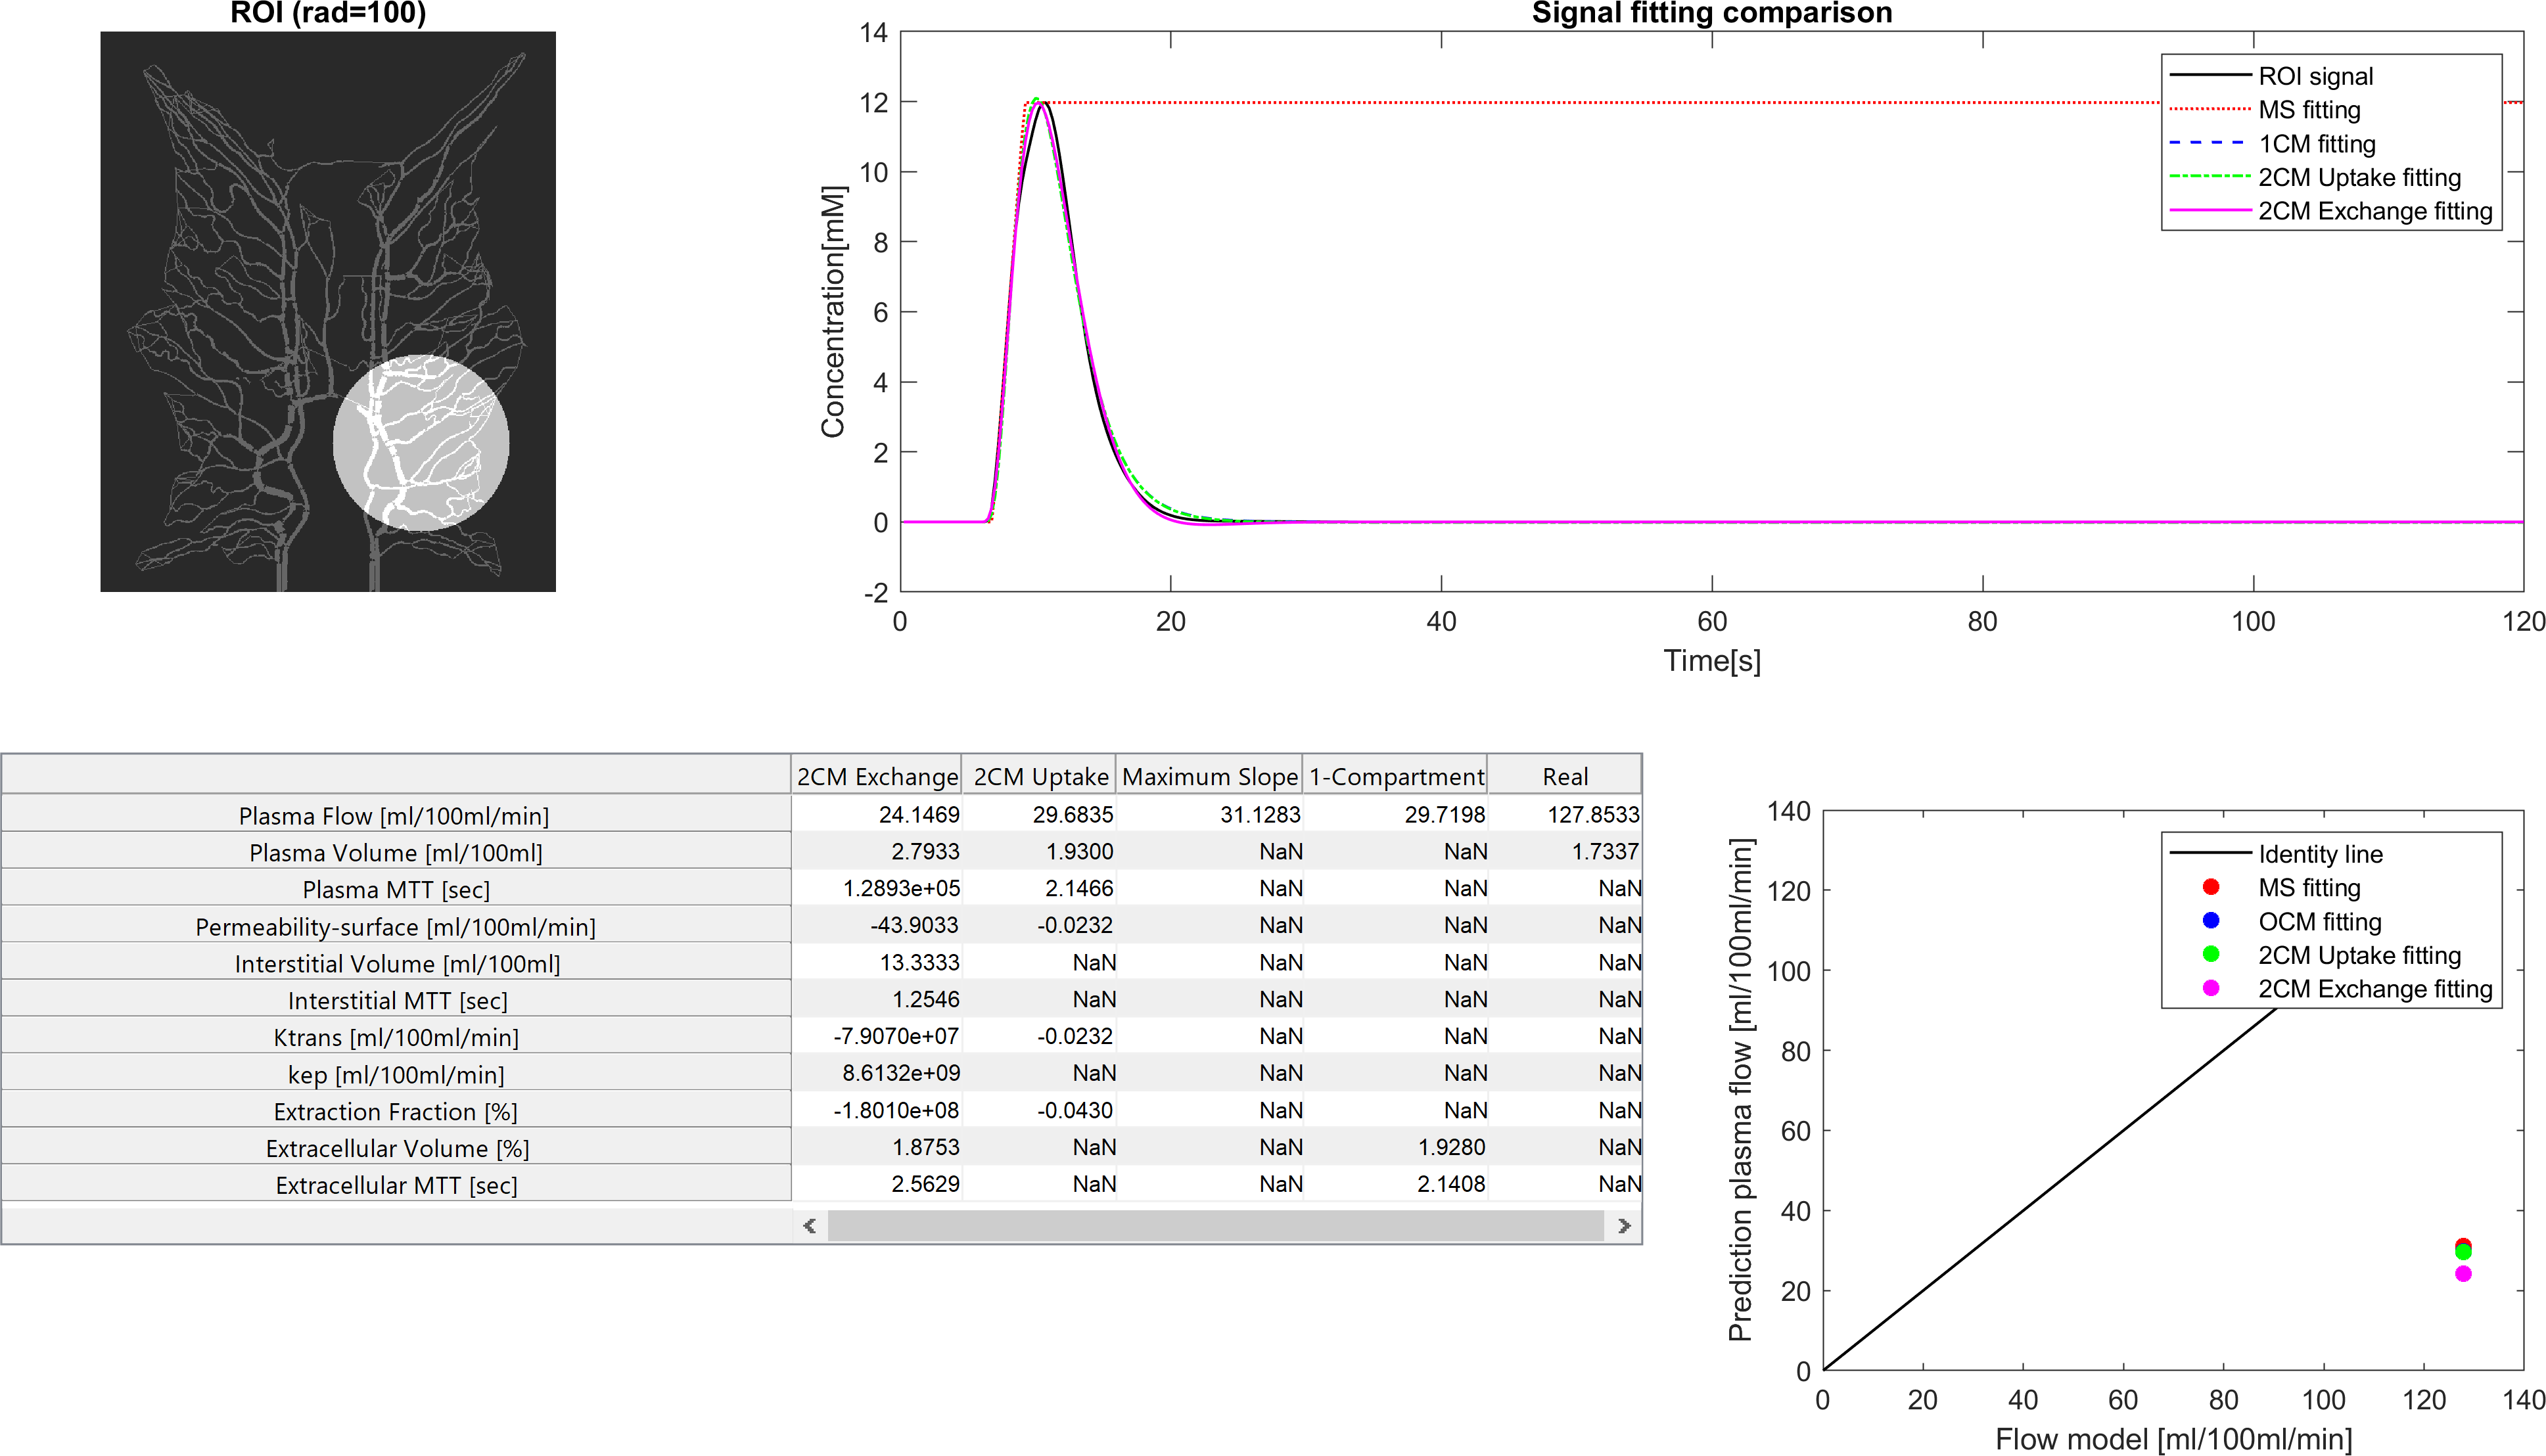 ROI (rad=100)
Signal fitting comparison
14
12
10
8
6
4
2
0
-2
Concentration[mM]
0 20 40 60 80 100 120
Time[s]
ROI signal
MS fitting
1CM fitting
2CM Uptake fitting
2CM Exchange fitting
2CM Exchange 2CM Uptake Maximum Slope 1-Compartment Real
Plasma Flow [ml/100ml/min] 24.1469 29.6835 31.1283 29.7198 127.8533
Plasma Volume [ml/100ml] 2.7933 1.9300 NaN NaN 1.7337
Plasma MTT [sec] 1.2893e+05 2.1466 NaN NaN NaN
Permeability-surface [ml/100ml/min] -43.9033 -0.0232 NaN NaN NaN
Interstitial Volume [ml/100ml] 13.3333 NaN NaN NaN NaN
Interstitial MTT [sec] 1.2546 NaN NaN NaN NaN
Ktrans [ml/100ml/min] -7.9070e+07 -0.0232 NaN NaN NaN
kep [ml/100ml/min] 8.6132e+09 NaN NaN NaN NaN
Extraction Fraction [%] -1.8010e+08 -0.0430 NaN NaN NaN
Extracellular Volume [%] 1.8753 NaN NaN 1.9280 NaN
Extracellular MTT [sec] 2.5629 NaN NaN 2.1408 NaN
140
120
100
80
60
40
20
0
Prediction plasma flow [ml/100ml/min]
Identity line
MS fitting
OCM fitting
2CM Uptake fitting
2CM Exchange fitting
0 20 40 60 80 100 120 140
Flow model [ml/100ml/min]